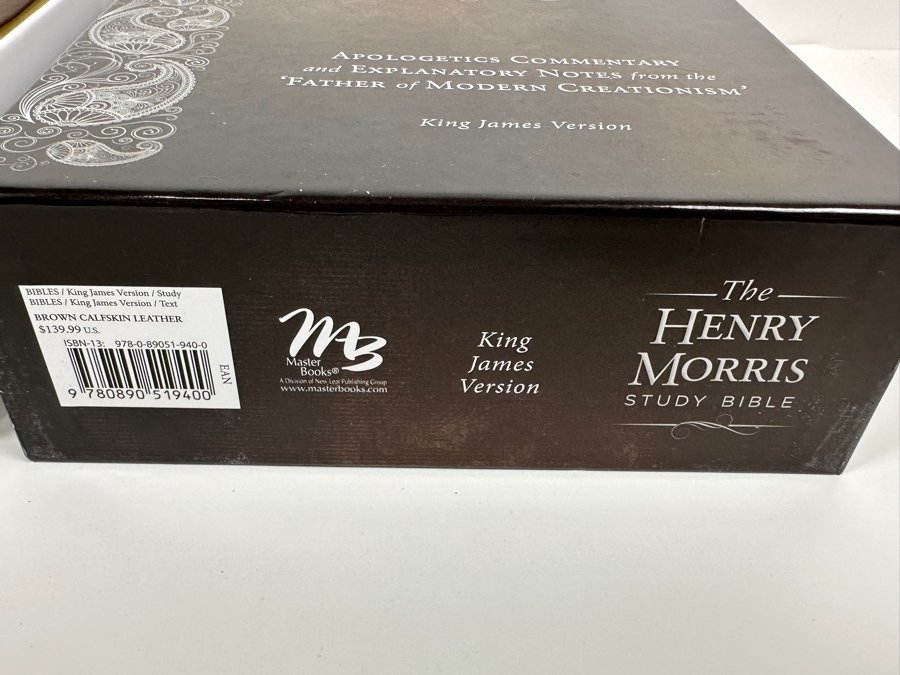 Apologetics Commentary
and Explanatory Notes from the
‘Father of Modern Creationism’
King James Version
BIBLES / King James Version / Study
BIBLES / King James Version / Text
BROWN CALFSKIN LEATHER
$139.99 U.S.
ISBN-13: 978-0-89051-940-0
9 780890 519400
EAN
MB
Master
Books®
A Division of New Leaf Publishing Group
www.masterbooks.com
King
James
Version
The
HENRY
MORRIS
STUDY BIBLE